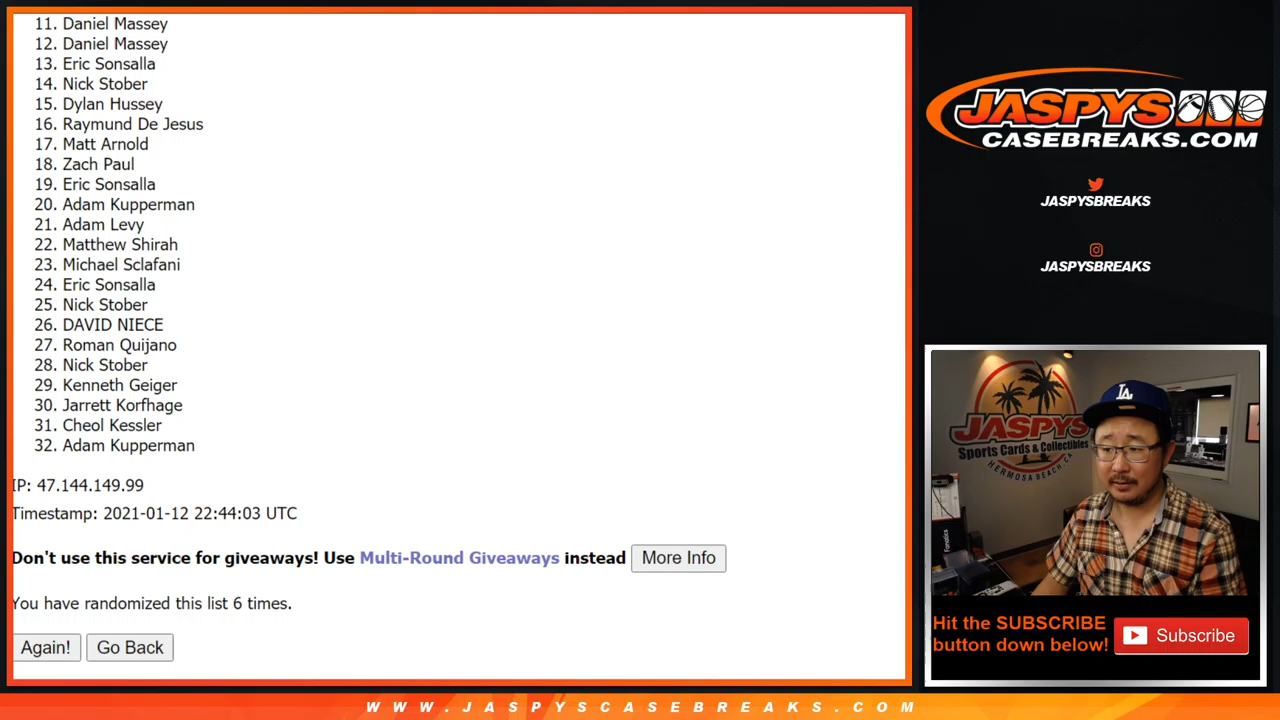 11. Daniel Massey
12. Daniel Massey
13. Eric Sonsalla
14. Nick Stober
15. Dylan Hussey
16. Raymund De Jesus
17. Matt Arnold
18. Zach Paul
19. Eric Sonsalla
20. Adam Kupperman
21. Adam Levy
22. Matthew Shirah
23. Michael Sclafani
24. Eric Sonsalla
25. Nick Stober
26. DAVID NIECE
27. Roman Quijano
28. Nick Stober
29. Kenneth Geiger
30. Jarrett Korfhage
31. Cheol Kessler
32. Adam Kupperman
IP: 47.144.149.99
Timestamp: 2021-01-12 22:44:03 UTC
Don't use this service for giveaways! Use Multi-Round Giveaways instead More Info
You have randomized this list 6 times.
Again! Go Back
JASPYS
CASEBREAKS.COM
JASPYSBREAKS
JASPYSBREAKS
LA
JASPYS
Sports Cards & Collectibles
HERMOSA BEACH, CA
Fanatics
Hit the SUBSCRIBE
button down below!
Subscribe
WWW.JASPYSCASEBREAKS.COM